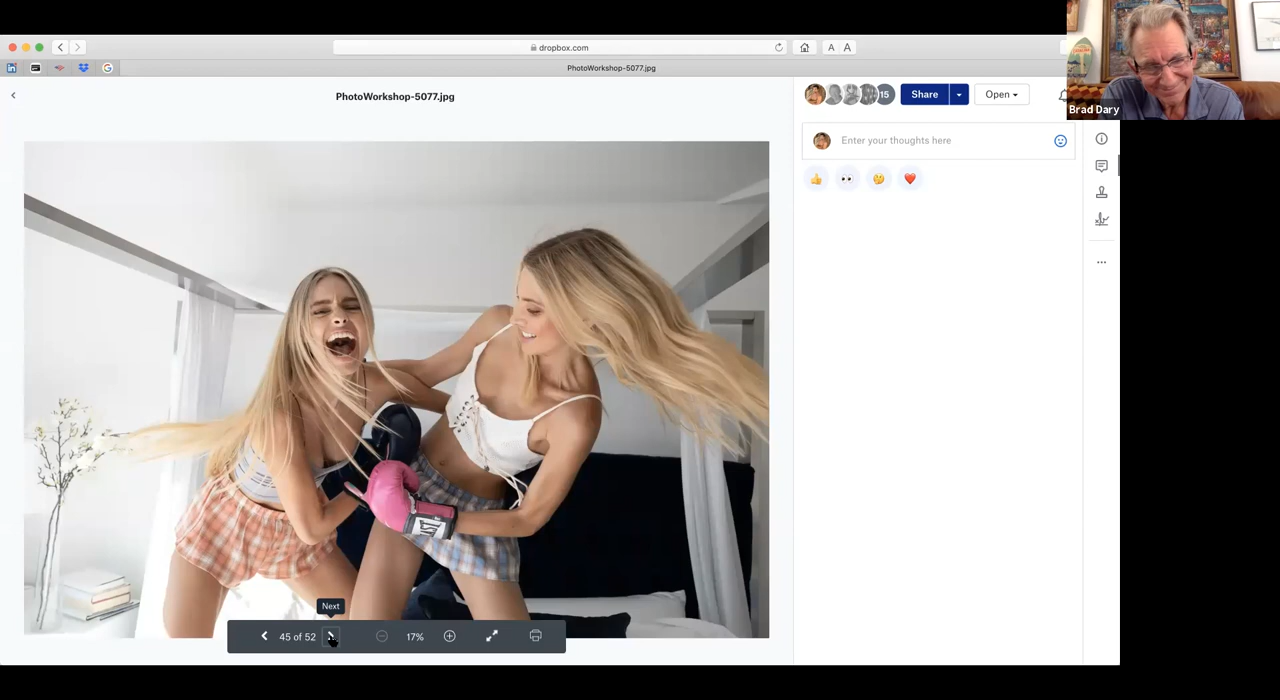 dropbox.com
A A
PhotoWorkshop-5077.jpg
PhotoWorkshop-5077.jpg
15
Share
Open
Brad Dary
Enter your thoughts here
Next
45 of 52
17%